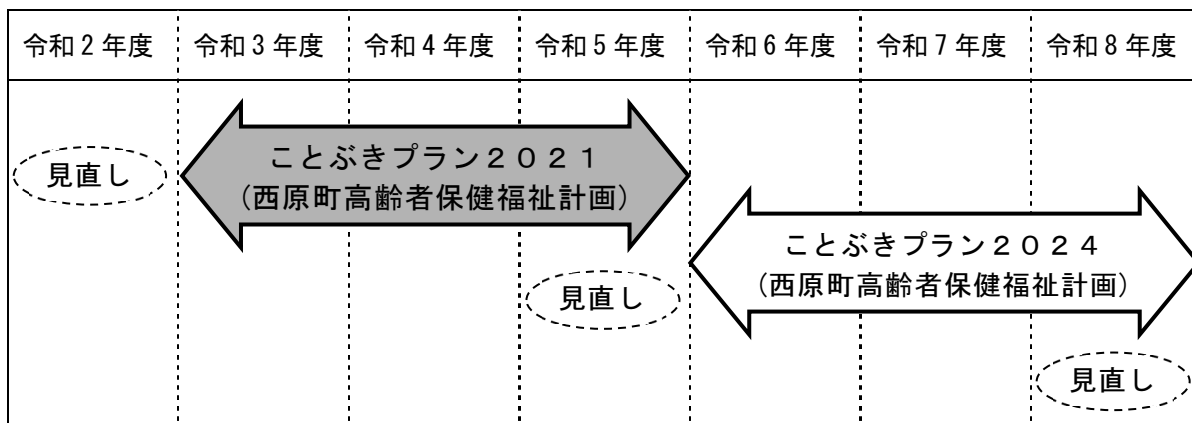 令和2年度 令和3年度 令和4年度 令和5年度 令和6年度 令和7年度 令和8年度
見直し
ことぶきプラン２０２１
(西原町高齢者保健福祉計画)
ことぶきプラン２０２４
(西原町高齢者保健福祉計画)
見直し
見直し